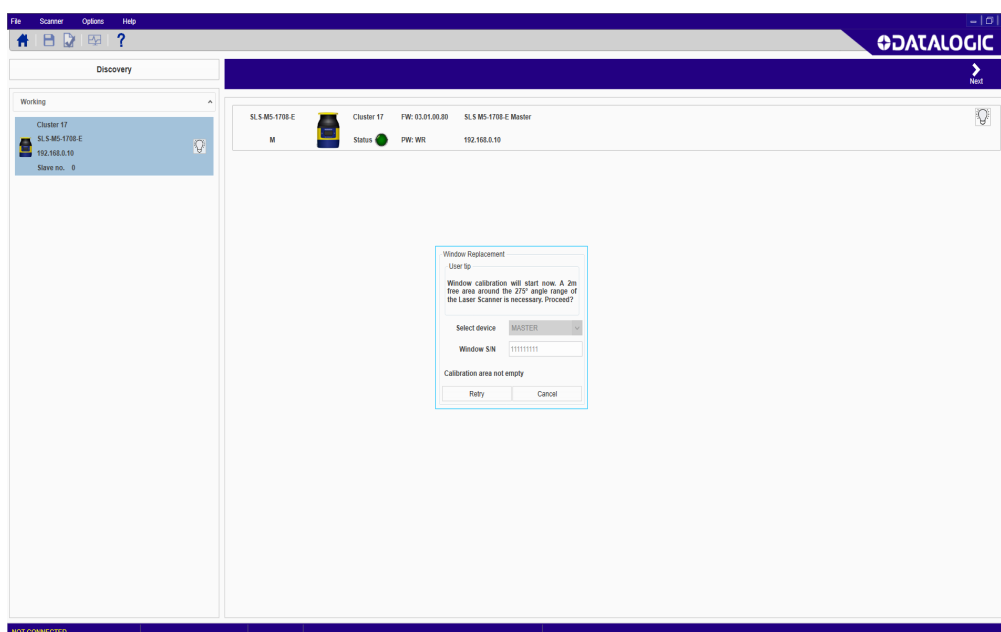 File Scanner Options Help
DATALOGIC
Discovery
Next
Working
Cluster 17
SLS-M5-1708-E
192.168.0.10
Slave no. 0
SLS-M5-1708-E Cluster 17 FW: 03.01.00.80 SLS M5-1708-E Master
M Status PW: WR 192.168.0.10
Window Replacement
User tip
Window calibration will start now. A 2m
free area around the 275° angle range of
the Laser Scanner is necessary. Proceed?
Select device MASTER
Window S/N 111111111
Calibration area not empty
Retry Cancel
NOT CONNECTED